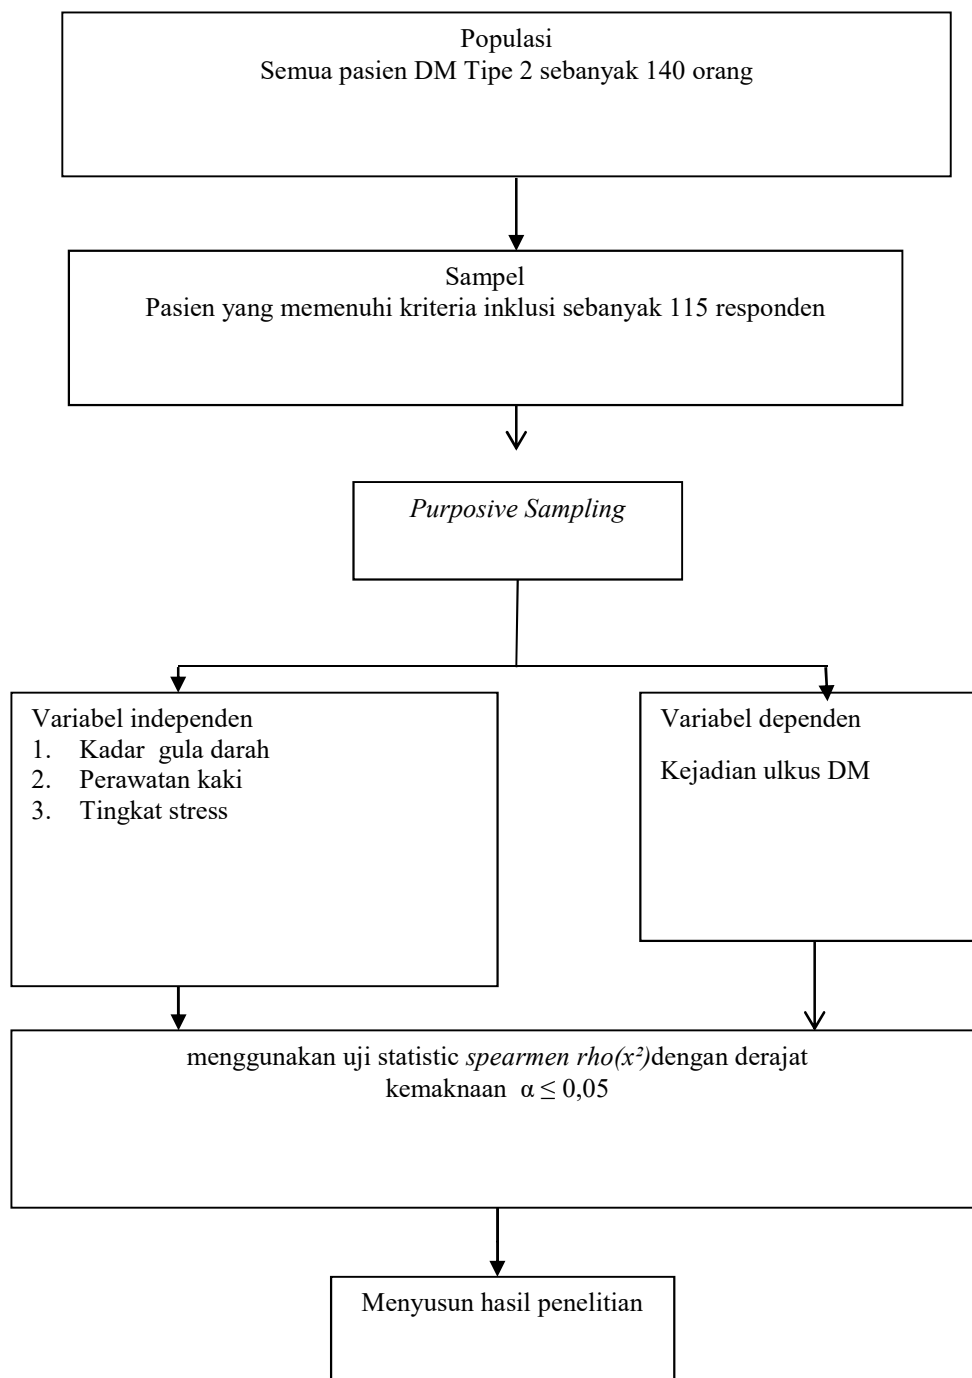 Populasi
Semua pasien DM Tipe 2 sebanyak 140 orang
Sampel
Pasien yang memenuhi kriteria inklusi sebanyak 115 responden
Purposive Sampling
Variabel independen
1. Kadar gula darah
2. Perawatan kaki
3. Tingkat stress
Variabel dependen
Kejadian ulkus DM
menggunakan uji statistic spearmen rho(x²)dengan derajat
kemaknaan α ≤ 0,05
Menyusun hasil penelitian